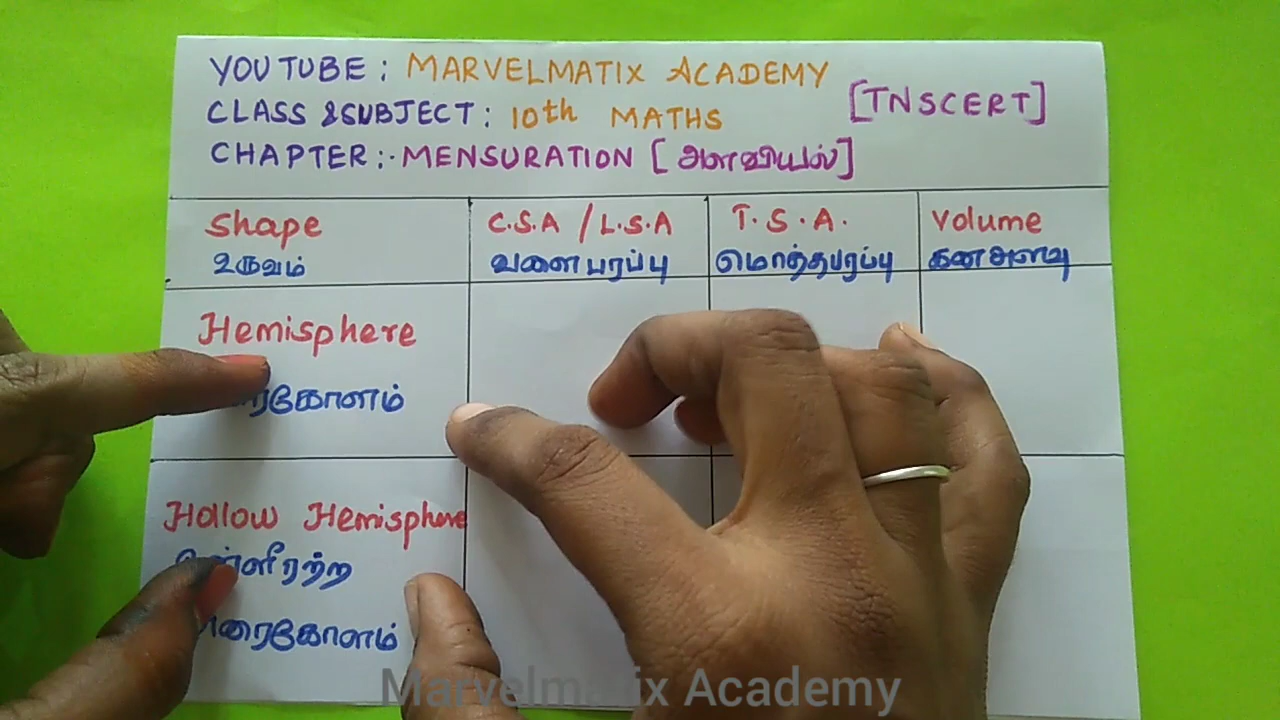 YOUTUBE : MARVELMATIX ACADEMY
CLASS & SUBJECT : 10th MATHS [TNSCERT]
CHAPTER : MENSURATION [அளவியல்]
Shape C.S.A / L.S.A T.S.A. Volume
உருவம் வளைபரப்பு மொத்தபரப்பு கனஅளவு
Hemisphere
Hollow Hemisphere
Marvelmatix Academy